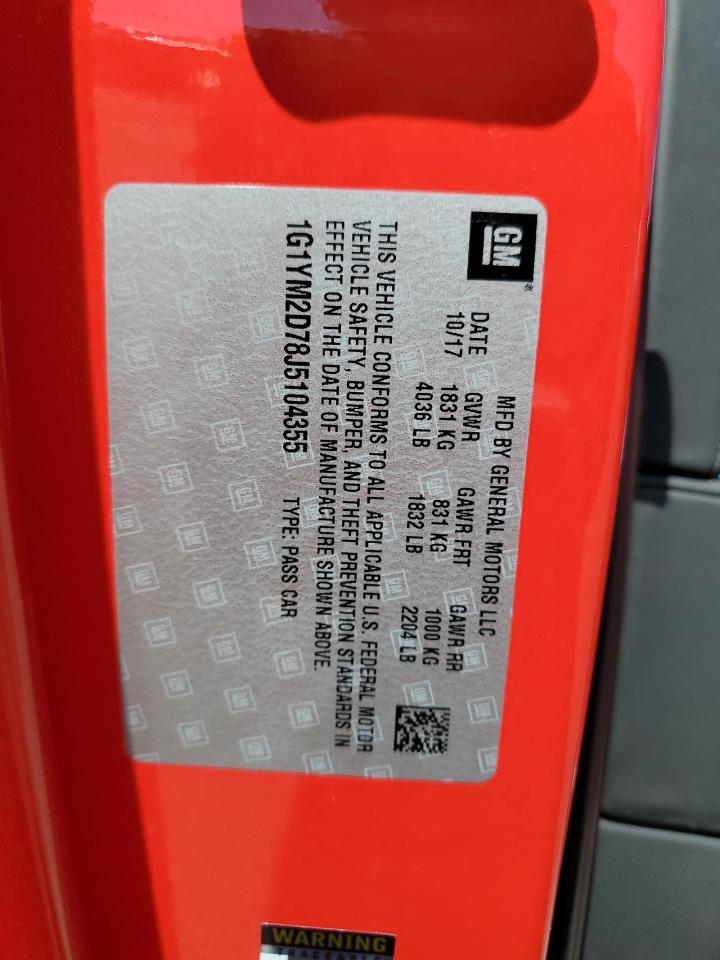 GM®
MFD BY GENERAL MOTORS LLC
DATE GVWR GAWR FRT GAWR RR
10/17 1831 KG 831 KG 1000 KG
4036 LB 1832 LB 2204 LB
THIS VEHICLE CONFORMS TO ALL APPLICABLE U.S. FEDERAL MOTOR
VEHICLE SAFETY, BUMPER, AND THEFT PREVENTION STANDARDS IN
EFFECT ON THE DATE OF MANUFACTURE SHOWN ABOVE.
1G1YM2D78J5104355 TYPE: PASS CAR
WARNING
TRACEABLE